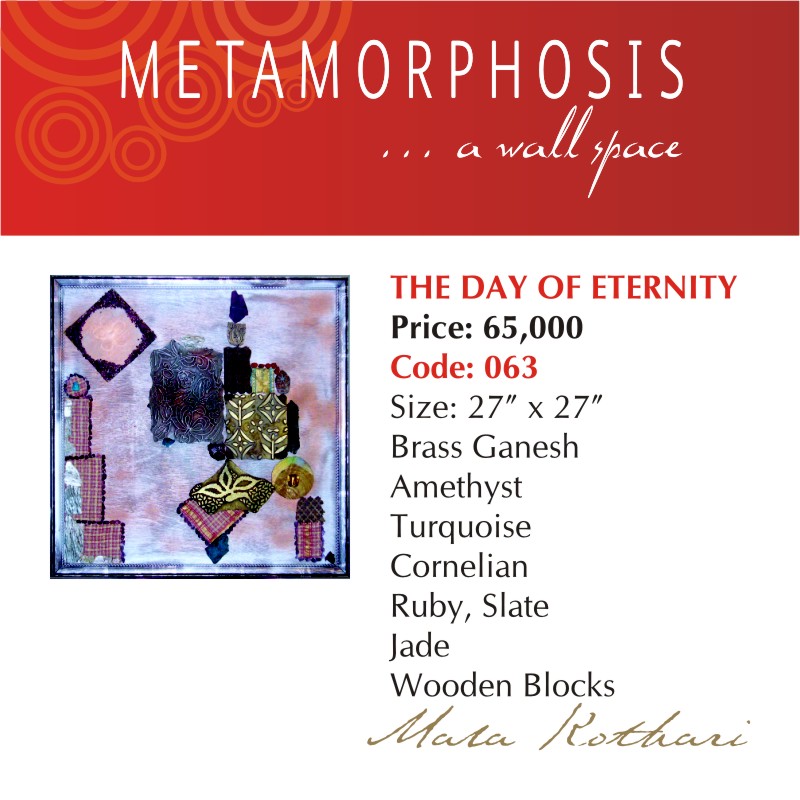 METAMORPHOSIS
... a wall space
THE DAY OF ETERNITY
Price: 65,000
Code: 063
Size: 27” x 27”
Brass Ganesh
Amethyst
Turquoise
Cornelian
Ruby, Slate
Jade
Wooden Blocks
Mala Kothari